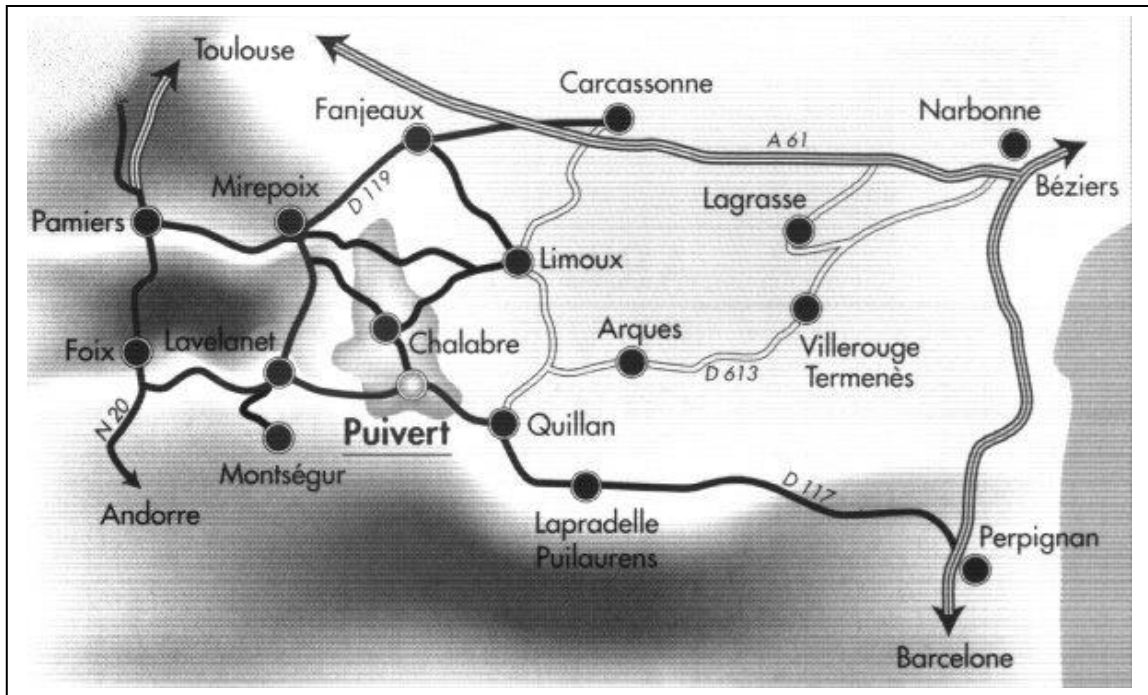 Toulouse
Carcassonne
Fanjeaux
Narbonne
A 61
Béziers
Mirepoix
D 119
Lagrasse
Pamiers
Limoux
Foix
Lavelanet
Chalabre
Arques
Villerouge
Termenès
D 613
N 20
Puivert
Quillan
Montségur
D 117
Andorre
Lapradelle
Puilaurens
Perpignan
Barcelone